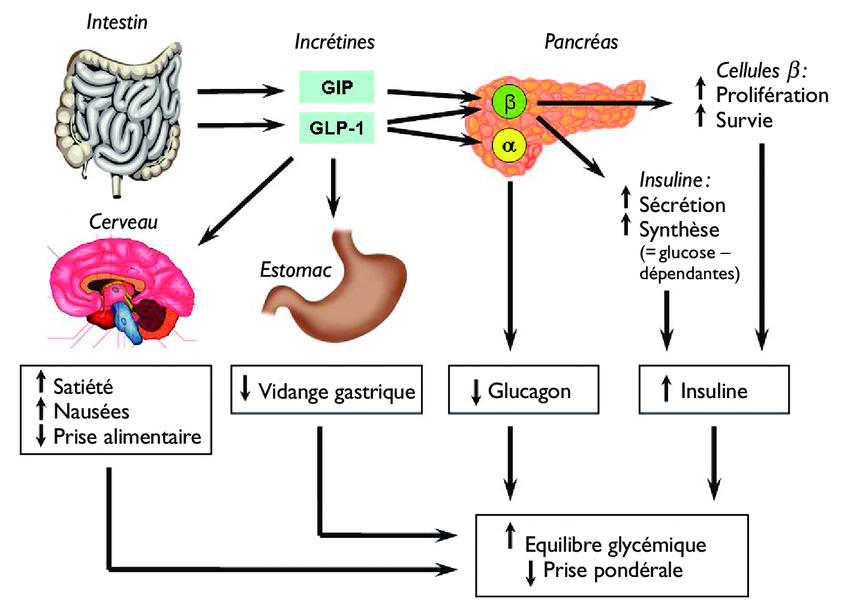 Intestin
Incrétines
Pancréas
GIP
GLP-1
β
α
Cellules β :
↑ Prolifération
↑ Survie
Insuline :
↑ Sécrétion
↑ Synthèse
(= glucose –
dépendantes)
Cerveau
Estomac
↑ Satiété
↑ Nausées
↓ Prise alimentaire
↓ Vidange gastrique
↓ Glucagon
↑ Insuline
↑ Equilibre glycémique
↓ Prise pondérale